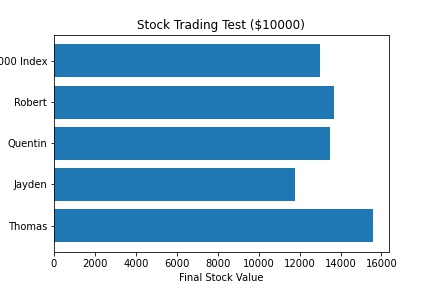 Stock Trading Test ($10000)
000 Index
Robert
Quentin
Jayden
Thomas
0 2000 4000 6000 8000 10000 12000 14000 16000
Final Stock Value